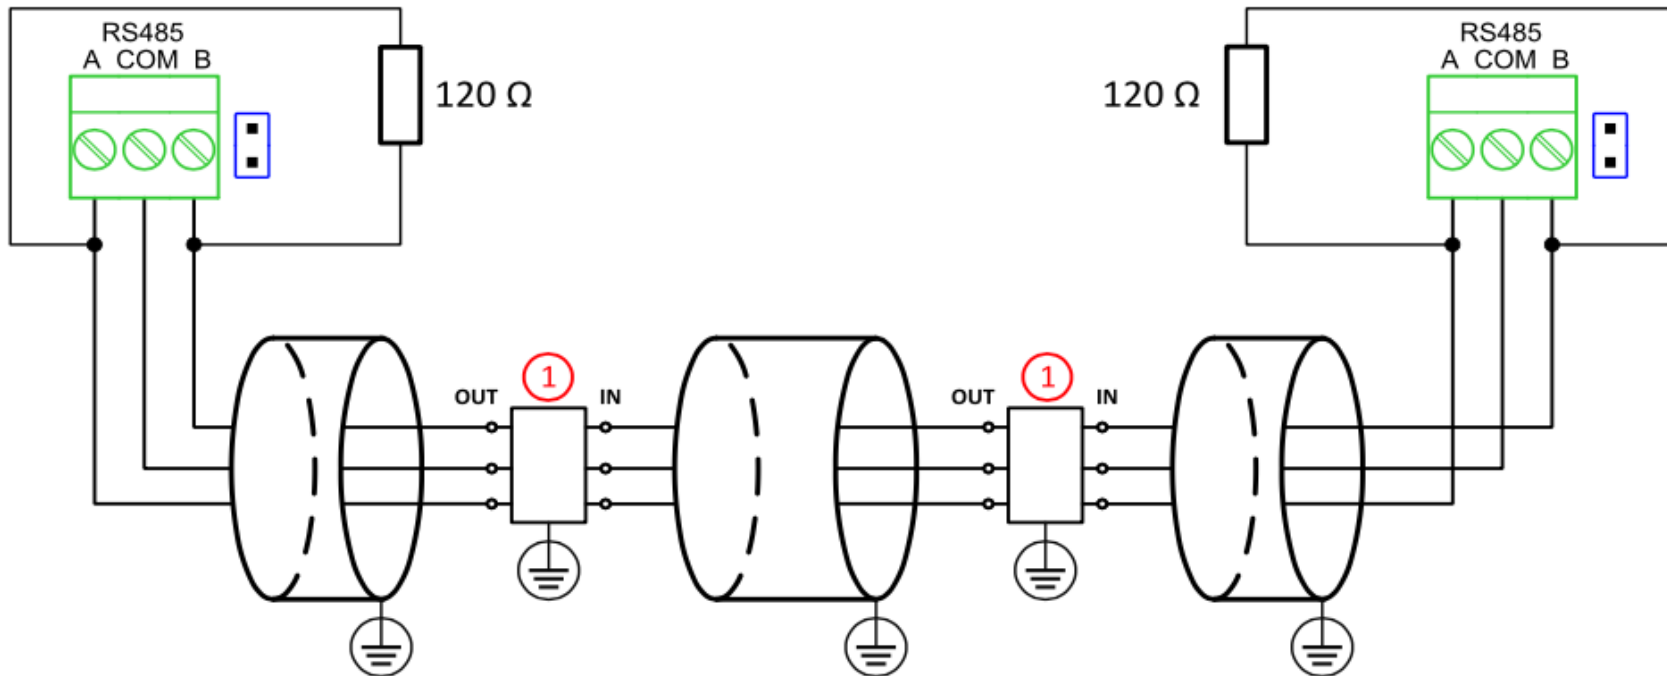 RS485
A COM B
120 Ω
RS485
A COM B
120 Ω
OUT 1 IN
OUT 1 IN